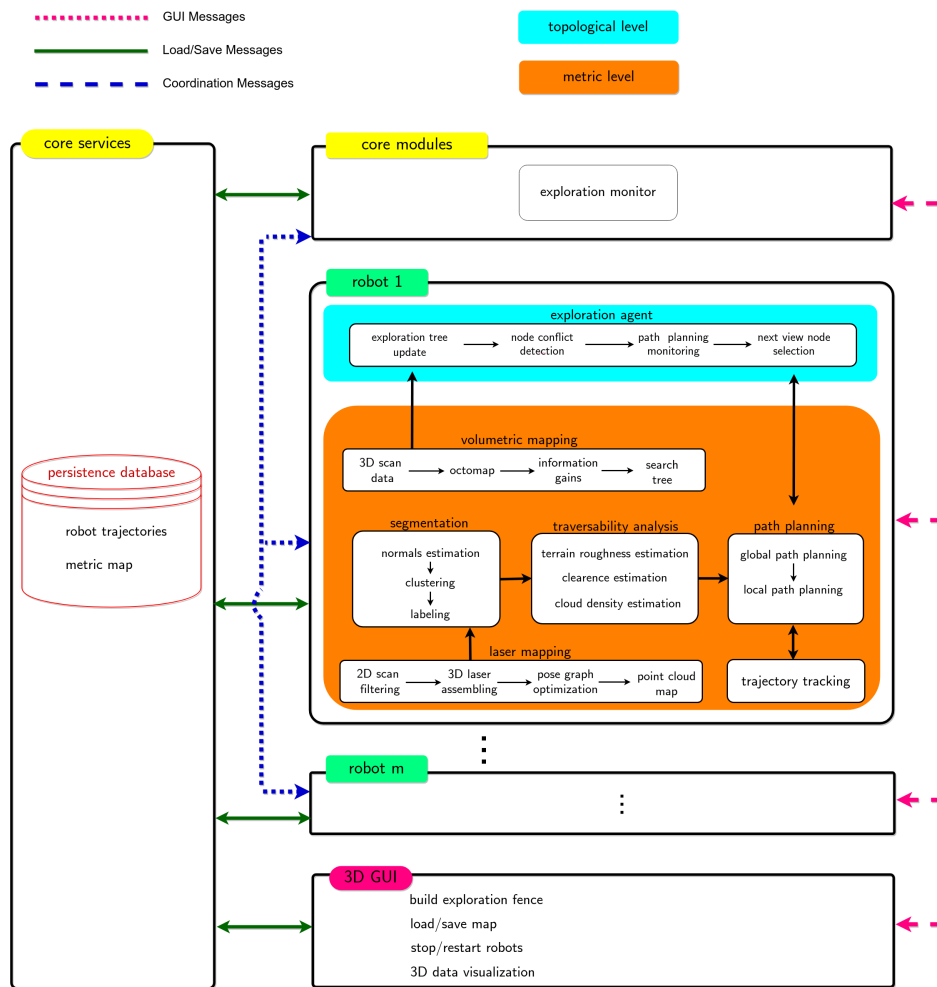 GUI Messages
Load/Save Messages
Coordination Messages
topological level
metric level
core services
persistence database
robot trajectories
metric map
core modules
exploration monitor
robot 1
exploration agent
exploration tree
update
node conflict
detection
path planning
monitoring
next view node
selection
volumetric mapping
3D scan
data
octomap
information
gains
search
tree
segmentation
normals estimation
clustering
labeling
traversability analysis
terrain roughness estimation
clearence estimation
cloud density estimation
path planning
global path planning
local path planning
laser mapping
2D scan
filtering
3D laser
assembling
pose graph
optimization
point cloud
map
trajectory tracking
⋮
robot m
⋮
3D GUI
build exploration fence
load/save map
stop/restart robots
3D data visualization